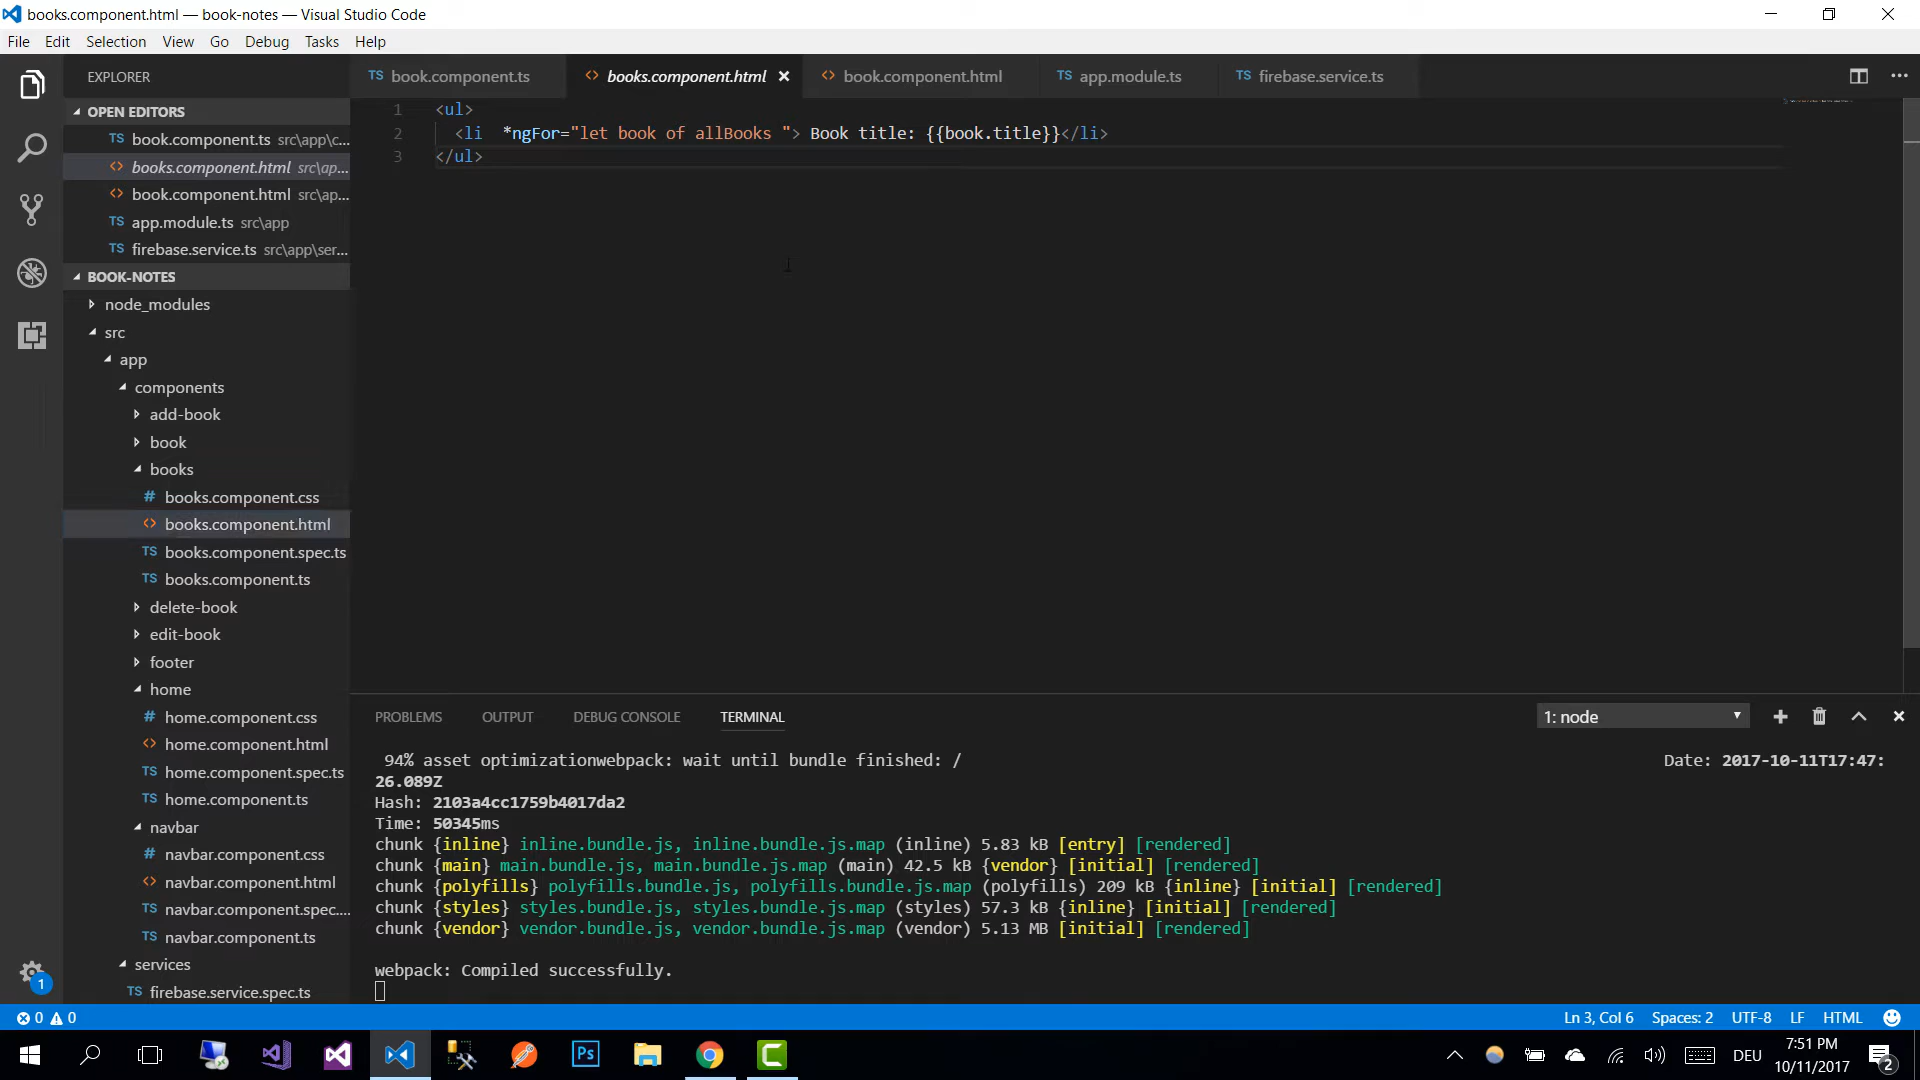 books.component.html — book-notes — Visual Studio Code
File Edit Selection View Go Debug Tasks Help
EXPLORER
OPEN EDITORS
TS book.component.ts src\app\c...
<> books.component.html src\ap...
<> book.component.html src\ap...
TS app.module.ts src\app
TS firebase.service.ts src\app\ser...
BOOK-NOTES
node_modules
src
app
components
add-book
book
books
# books.component.css
<> books.component.html
TS books.component.spec.ts
TS books.component.ts
delete-book
edit-book
footer
home
# home.component.css
<> home.component.html
TS home.component.spec.ts
TS home.component.ts
navbar
# navbar.component.css
<> navbar.component.html
TS navbar.component.spec....
TS navbar.component.ts
services
TS firebase.service.spec.ts
1
TS book.component.ts <> books.component.html <> book.component.html TS app.module.ts TS firebase.service.ts
1 <ul>
2 <li  *ngFor="let book of allBooks "> Book title: {{book.title}}</li>
3 </ul>
PROBLEMS OUTPUT DEBUG CONSOLE TERMINAL 1: node
94% asset optimizationwebpack: wait until bundle finished: / Date: 2017-10-11T17:47:
26.089Z
Hash: 2103a4cc1759b4017da2
Time: 50345ms
chunk {inline} inline.bundle.js, inline.bundle.js.map (inline) 5.83 kB [entry] [rendered]
chunk {main} main.bundle.js, main.bundle.js.map (main) 42.5 kB {vendor} [initial] [rendered]
chunk {polyfills} polyfills.bundle.js, polyfills.bundle.js.map (polyfills) 209 kB {inline} [initial] [rendered]
chunk {styles} styles.bundle.js, styles.bundle.js.map (styles) 57.3 kB {inline} [initial] [rendered]
chunk {vendor} vendor.bundle.js, vendor.bundle.js.map (vendor) 5.13 MB [initial] [rendered]
webpack: Compiled successfully.
0 0 Ln 3, Col 6 Spaces: 2 UTF-8 LF HTML
Ps DEU 7:51 PM
10/11/2017 2